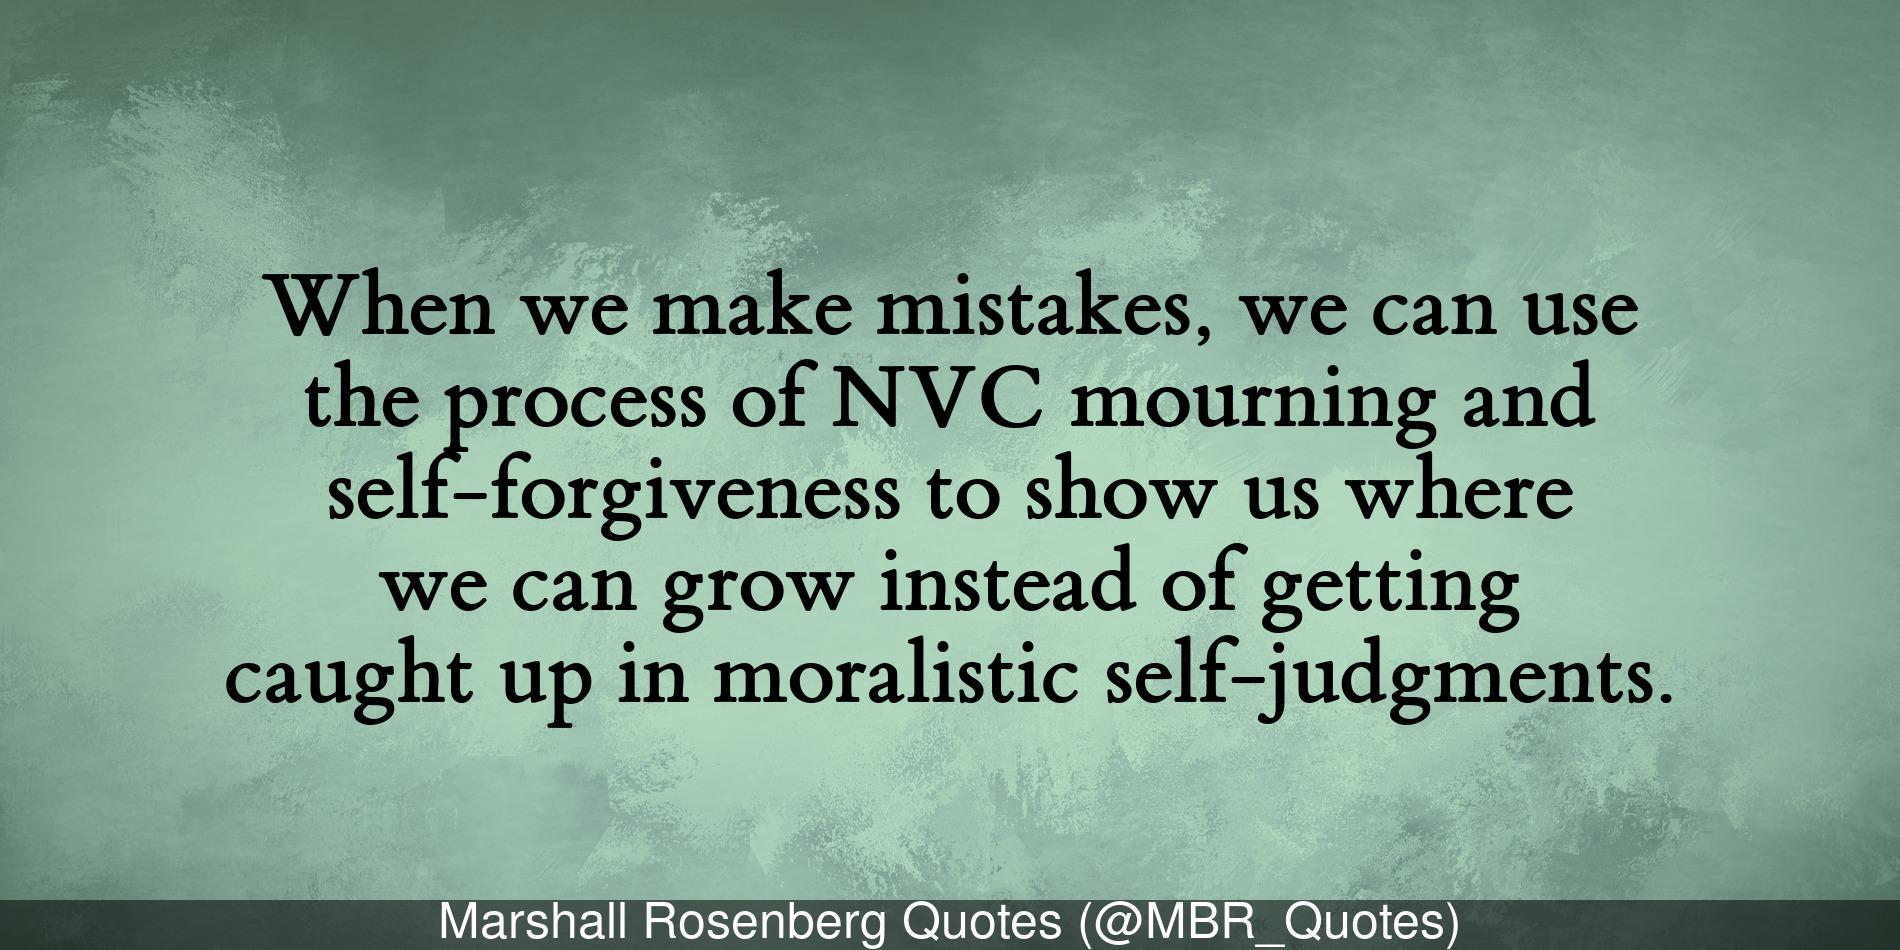 When we make mistakes, we can use
the process of NVC mourning and
self-forgiveness to show us where
we can grow instead of getting
caught up in moralistic self-judgments.
Marshall Rosenberg Quotes (@MBR_Quotes)